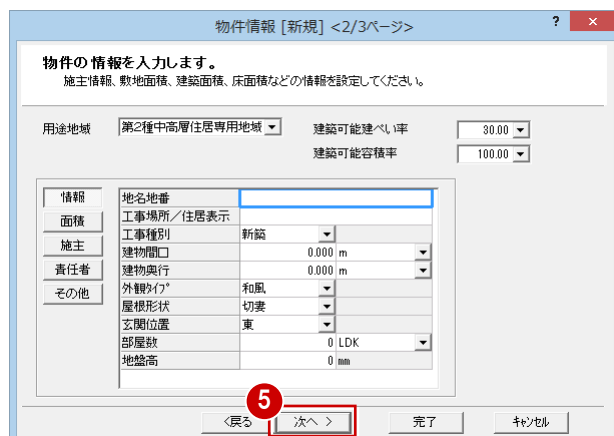 物件情報 [新規] <2/3ページ>
? ×
物件の情報を入力します。
施主情報、敷地面積、建築面積、床面積などの情報を設定してください。
用途地域 第2種中高層住居専用地域 建築可能建ぺい率 30.00
建築可能容積率 100.00
情報
面積
施主
責任者
その他
地名地番
工事場所/住居表示
工事種別 新築
建物間口 0.000 m
建物奥行 0.000 m
外観ﾀｲﾌﾟ 和風
屋根形状 切妻
玄関位置 東
部屋数 0 LDK
地盤高 0 mm
5
<戻る 次へ > 完了 ｷｬﾝｾﾙ